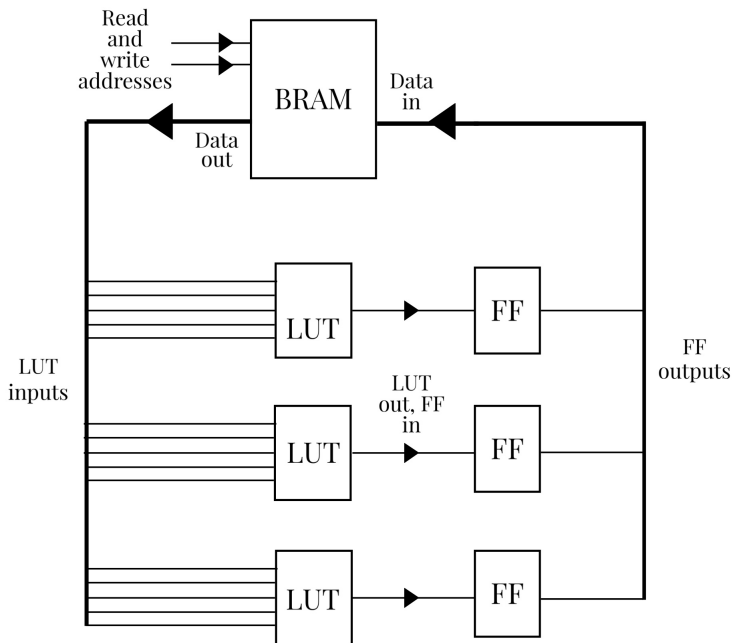 Read
and
write
addresses
BRAM
Data
in
Data
out
LUT
FF
LUT
inputs
LUT
out, FF
in
FF
outputs
LUT
FF
LUT
FF